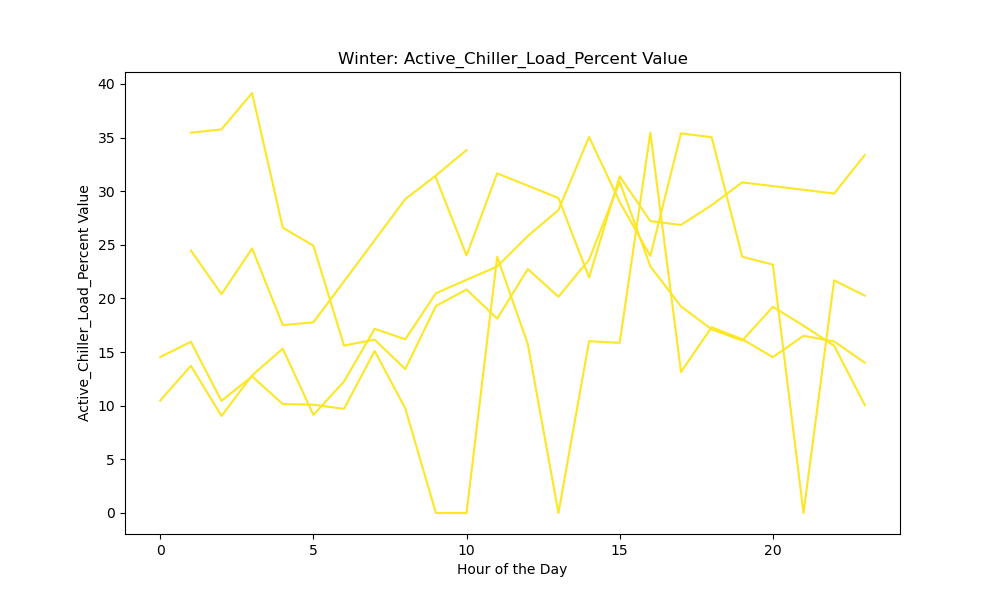 Winter: Active_Chiller_Load_Percent Value
Active_Chiller_Load_Percent Value
40
35
30
25
20
15
10
5
0
0 5 10 15 20
Hour of the Day